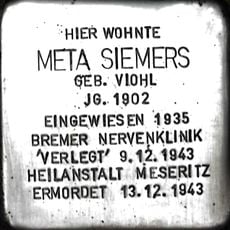 HIER WOHNTE
META SIEMERS
GEB. VIOHL
JG. 1902
EINGEWIESEN 1935
BREMER NERVENKLINIK
'VERLEGT' 9.12.1943
HEILANSTALT MESERITZ
ERMORDET 13.12.1943